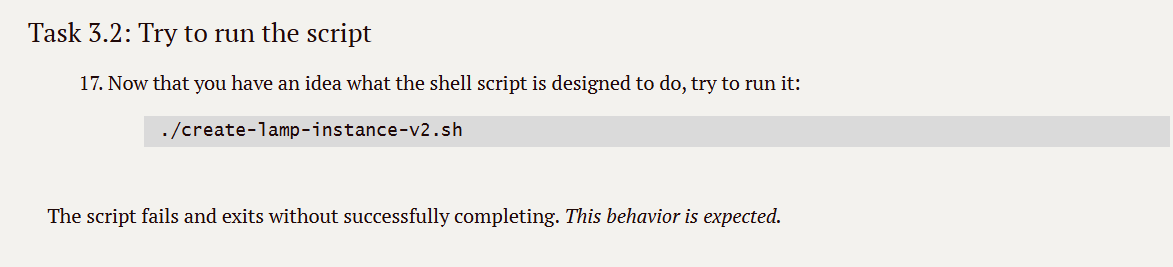 Task 3.2: Try to run the script
17. Now that you have an idea what the shell script is designed to do, try to run it:
./create-lamp-instance-v2.sh
The script fails and exits without successfully completing. This behavior is expected.